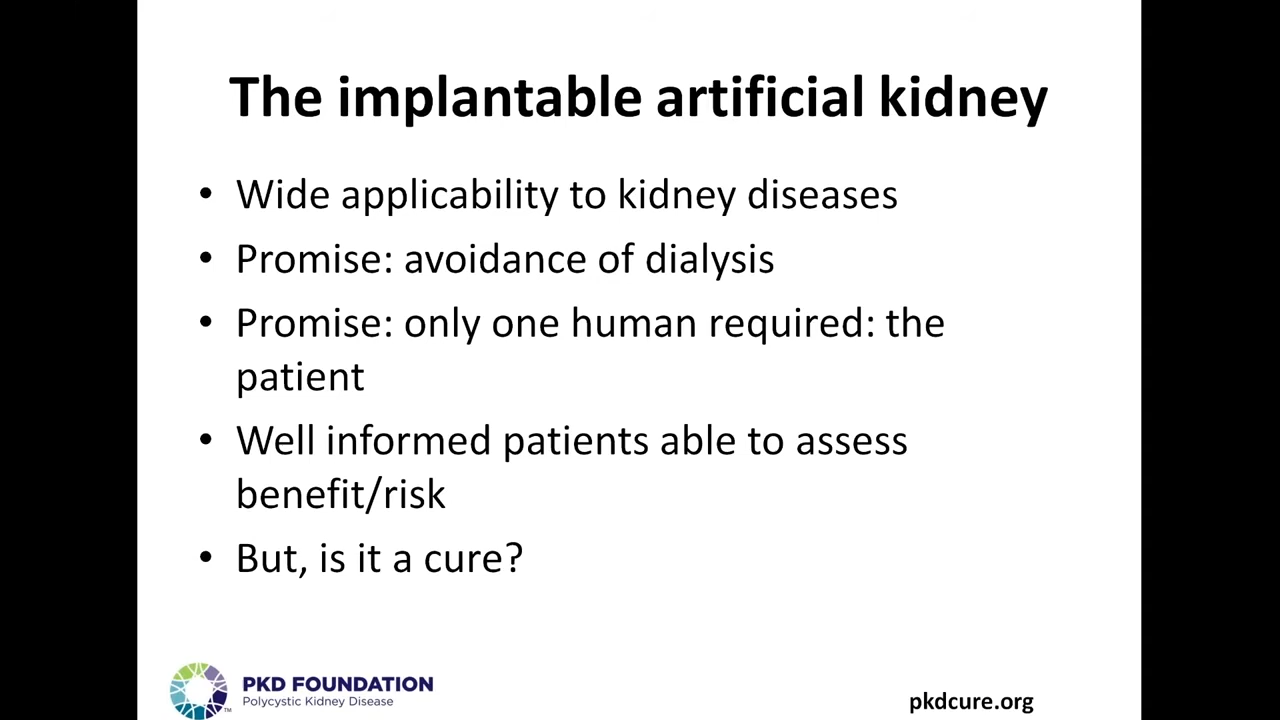 The implantable artificial kidney
• Wide applicability to kidney diseases
• Promise: avoidance of dialysis
• Promise: only one human required: the
patient
• Well informed patients able to assess
benefit/risk
• But, is it a cure?
PKD FOUNDATION
Polycystic Kidney Disease
TM
pkdcure.org